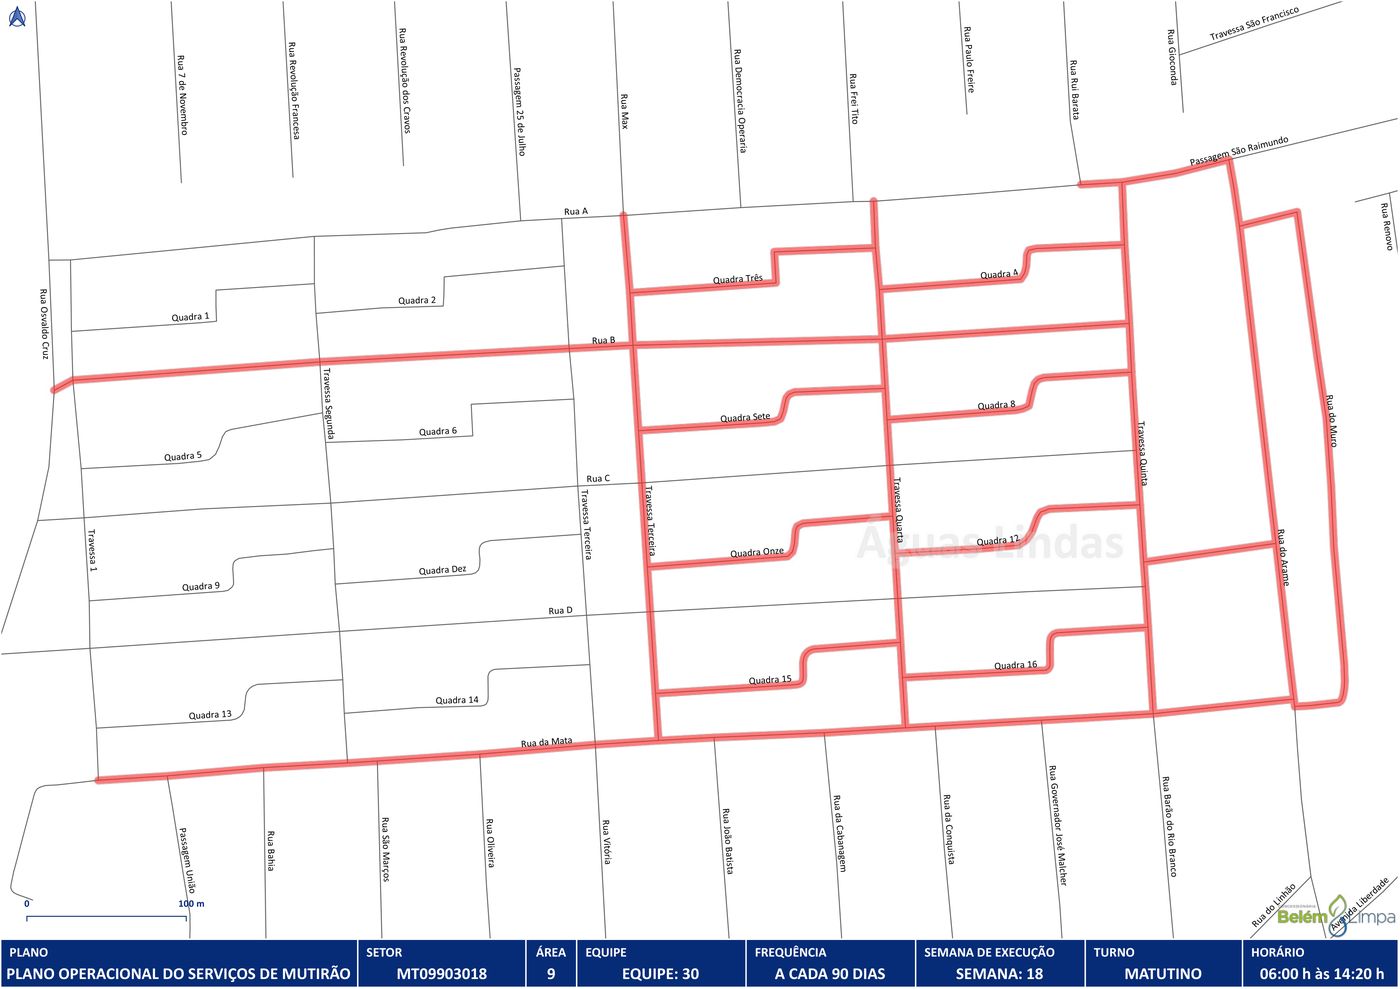 Travessa São Francisco
Rua 7 de Novembro
Rua Revolução Francesa
Rua Revolução dos Cravos
Passagem 25 de Julho
Rua Max
Rua Democracia Operaria
Rua Frei Tito
Rua Paulo Freire
Rua Rui Barata
Rua Gioconda
Passagem São Raimundo
Rua Renovo
Rua A
Rua Osvaldo Cruz
Quadra 1
Quadra 2
Quadra Três
Quadra 4
Rua B
Travessa Segunda
Quadra 5
Quadra 6
Quadra Sete
Quadra 8
Rua do Muro
Travessa Quinta
Rua C
Travessa 1
Travessa Terceira
Travessa Terceira
Travessa Quarta
Águas Lindas
Quadra 9
Quadra Dez
Quadra Onze
Quadra 12
Rua do Arame
Rua D
Quadra 13
Quadra 14
Quadra 15
Quadra 16
Rua da Mata
Passagem União
Rua Bahia
Rua São Marços
Rua Oliveira
Rua Vitória
Rua João Batista
Rua da Cabanagem
Rua da Conquista
Rua Governador José Malcher
Rua Barão do Rio Branco
Rua do Linhão
Avenida Liberdade
0 100 m
CONCESSIONÁRIA
Belém Limpa
PLANO
PLANO OPERACIONAL DO SERVIÇOS DE MUTIRÃO
SETOR
MT09903018
ÁREA
9
EQUIPE
EQUIPE: 30
FREQUÊNCIA
A CADA 90 DIAS
SEMANA DE EXECUÇÃO
SEMANA: 18
TURNO
MATUTINO
HORÁRIO
06:00 h às 14:20 h